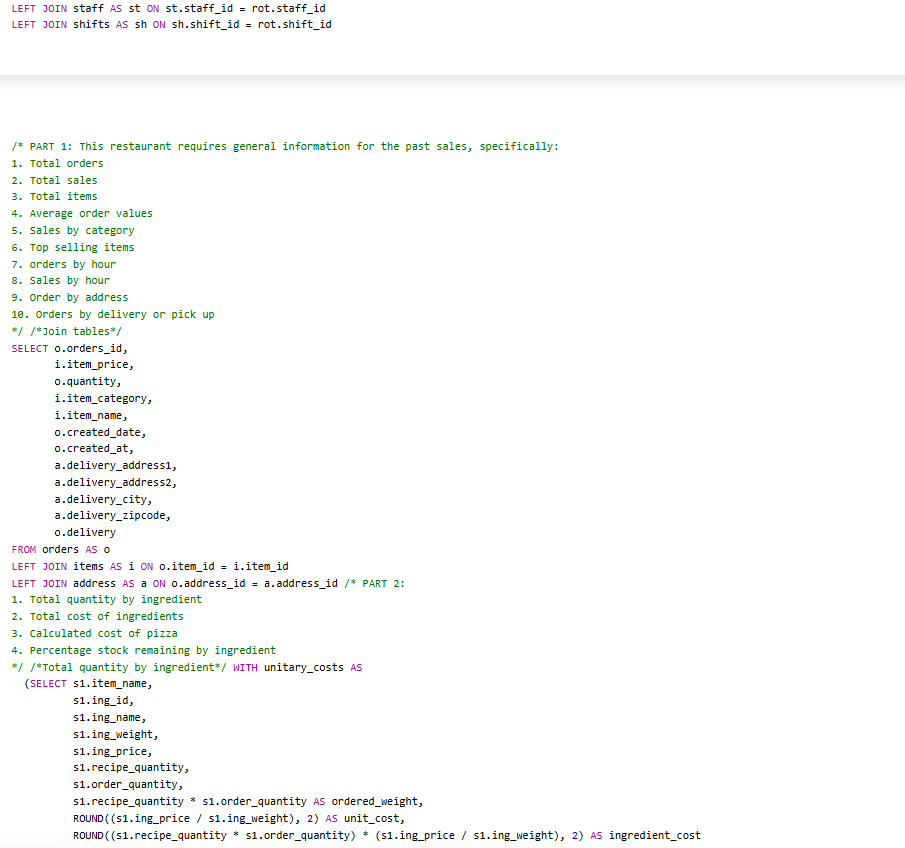 LEFT JOIN staff AS st ON st.staff_id = rot.staff_id
LEFT JOIN shifts AS sh ON sh.shift_id = rot.shift_id
/* PART 1: This restaurant requires general information for the past sales, specifically:
1. Total orders
2. Total sales
3. Total items
4. Average order values
5. Sales by category
6. Top selling items
7. orders by hour
8. Sales by hour
9. Order by address
10. Orders by delivery or pick up
*/ /*Join tables*/
SELECT o.orders_id,
i.item_price,
o.quantity,
i.item_category,
i.item_name,
o.created_date,
o.created_at,
a.delivery_address1,
a.delivery_address2,
a.delivery_city,
a.delivery_zipcode,
o.delivery
FROM orders AS o
LEFT JOIN items AS i ON o.item_id = i.item_id
LEFT JOIN address AS a ON o.address_id = a.address_id /* PART 2:
1. Total quantity by ingredient
2. Total cost of ingredients
3. Calculated cost of pizza
4. Percentage stock remaining by ingredient
*/ /*Total quantity by ingredient*/ WITH unitary_costs AS
(SELECT s1.item_name,
s1.ing_id,
s1.ing_name,
s1.ing_weight,
s1.ing_price,
s1.recipe_quantity,
s1.order_quantity,
s1.recipe_quantity * s1.order_quantity AS ordered_weight,
ROUND((s1.ing_price / s1.ing_weight), 2) AS unit_cost,
ROUND((s1.recipe_quantity * s1.order_quantity) * (s1.ing_price / s1.ing_weight), 2) AS ingredient_cost